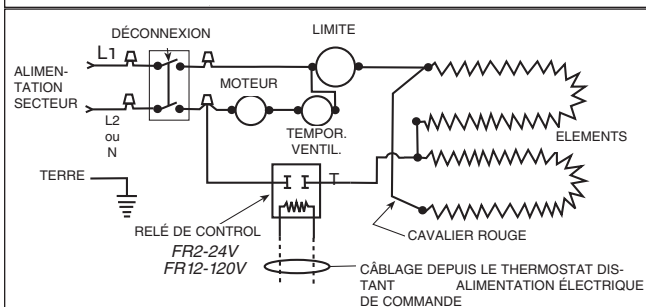 DÉCONNEXION
LIMITE
L1
ALIMEN-
TATION
SECTEUR
MOTEUR
L2
ou
N
TEMPOR.
VENTIL.
ELEMENTS
TERRE
T
RELÉ DE CONTROL
FR2-24V
FR12-120V
CAVALIER ROUGE
CÂBLAGE DEPUIS LE THERMOSTAT DIS-
TANT ALIMENTATION ÉLECTRIQUE
DE COMMANDE